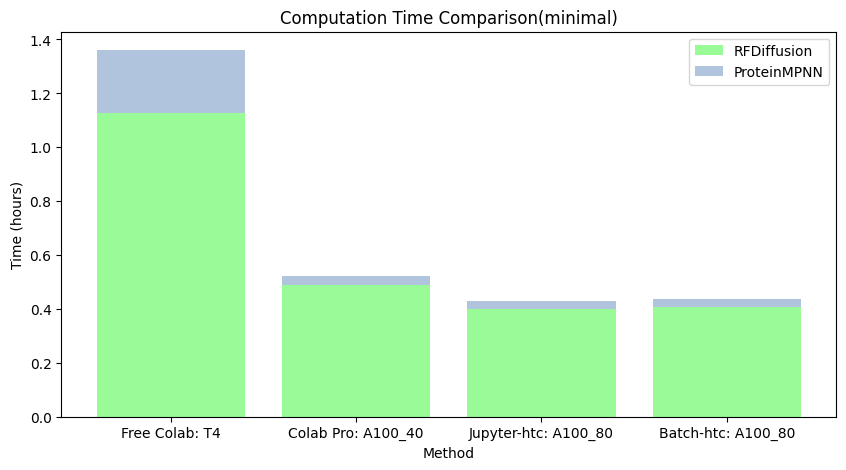 Computation Time Comparison(minimal)
RFDiffusion
ProteinMPNN
Time (hours)
1.4
1.2
1.0
0.8
0.6
0.4
0.2
0.0
Free Colab: T4
Colab Pro: A100_40
Jupyter-htc: A100_80
Batch-htc: A100_80
Method